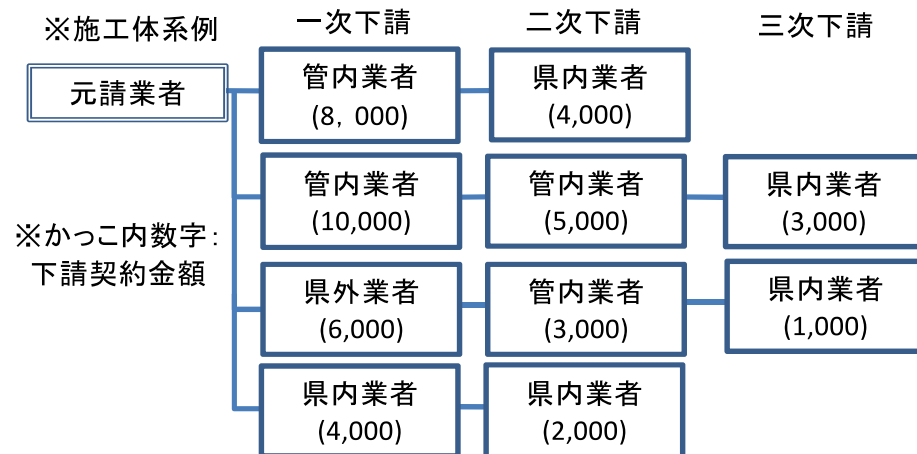 ※施工体系例
一次下請
二次下請
三次下請
元請業者
管内業者
(8，000)
県内業者
(4,000)
管内業者
(10,000)
管内業者
(5,000)
県内業者
(3,000)
※かっこ内数字：
下請契約金額
県外業者
(6,000)
管内業者
(3,000)
県内業者
(1,000)
県内業者
(4,000)
県内業者
(2,000)